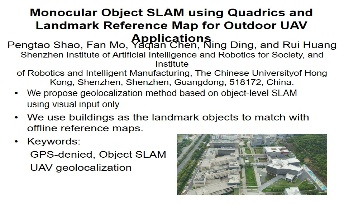 Monocular Object SLAM using Quadrics and
Landmark Reference Map for Outdoor UAV
Applications
Pengtao Shao, Fan Mo, Yaqian Chen, Ning Ding, and Rui Huang
Shenzhen Institute of Artificial Intelligence and Robotics for Society, and
Institute
of Robotics and Intelligent Manufacturing, The Chinese Universityof Hong
Kong, Shenzhen, Shenzhen, Guangdong, 518172, China.
• We propose geolocalization method based on object-level SLAM
using visual input only
• We use buildings as the landmark objects to match with
offline reference maps.
• Keywords:
GPS-denied, Object SLAM
UAV geolocalization